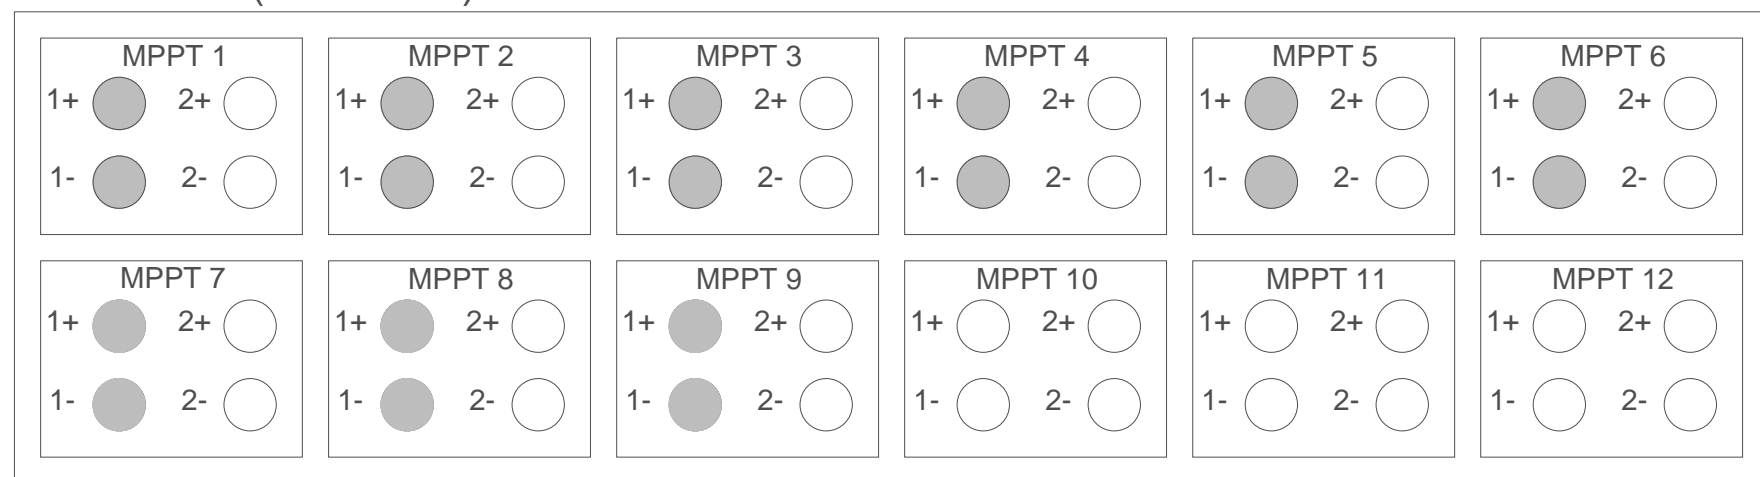 MPPT 1 MPPT 2 MPPT 3 MPPT 4 MPPT 5 MPPT 6
1+ 2+ 1+ 2+ 1+ 2+ 1+ 2+ 1+ 2+ 1+ 2+
1- 2- 1- 2- 1- 2- 1- 2- 1- 2- 1- 2-
MPPT 7 MPPT 8 MPPT 9 MPPT 10 MPPT 11 MPPT 12
1+ 2+ 1+ 2+ 1+ 2+ 1+ 2+ 1+ 2+ 1+ 2+
1- 2- 1- 2- 1- 2- 1- 2- 1- 2- 1- 2-